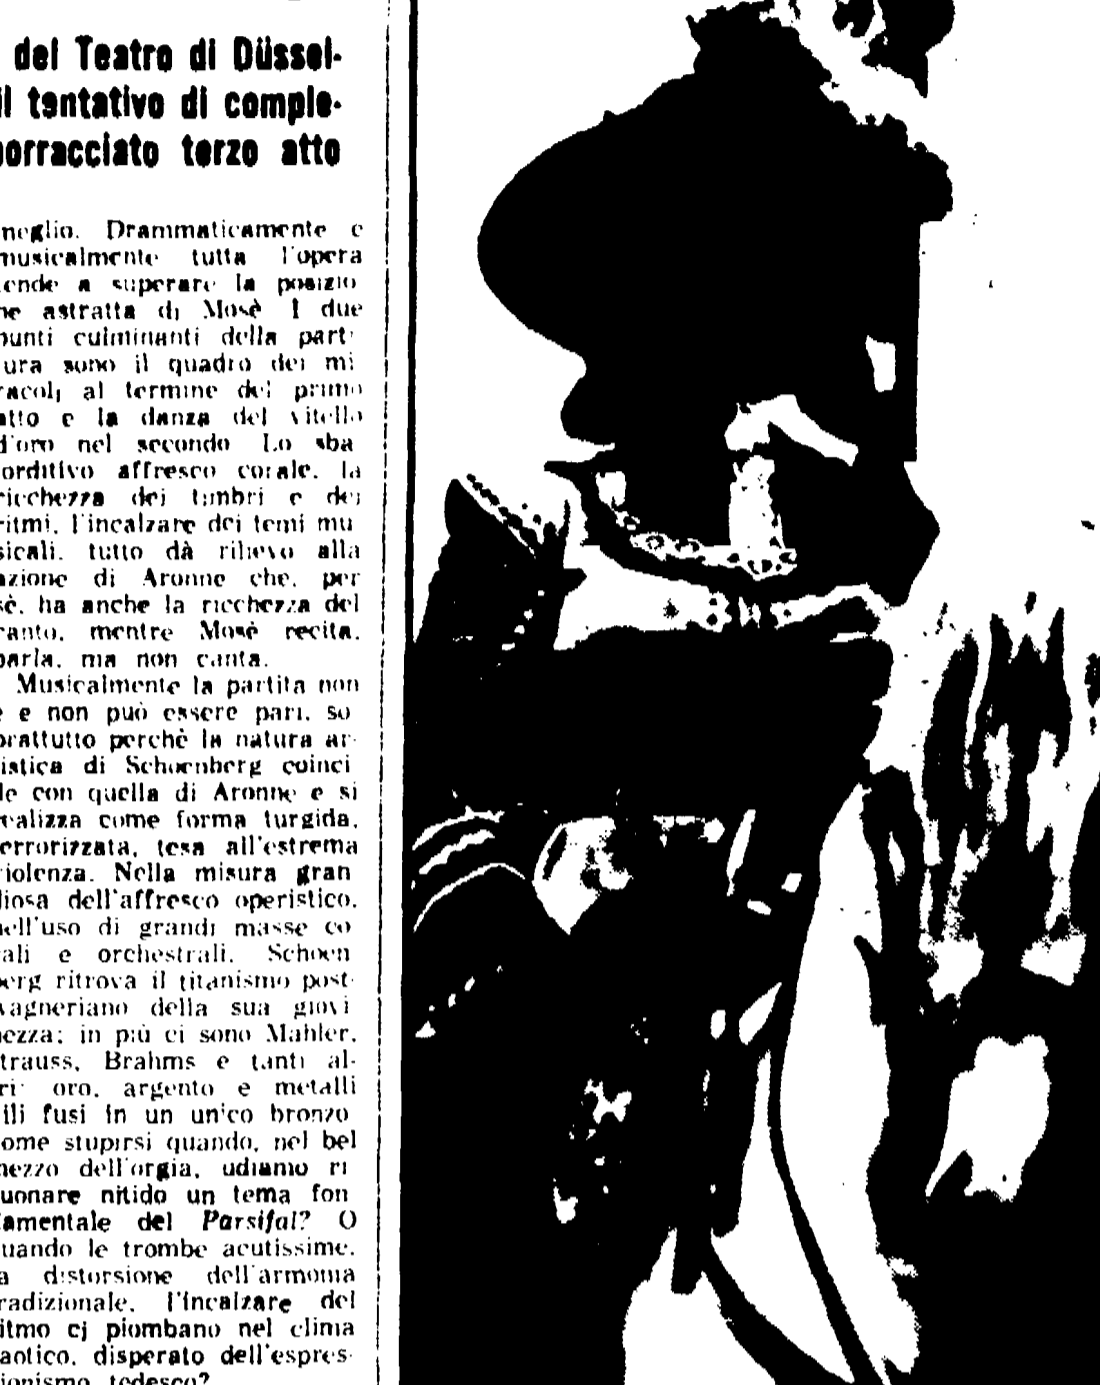 del Teatro di Düssel-
il tentativo di comple-
borracciato terzo atto
meglio. Drammaticamente e
musicalmente tutta l'opera
tende a superare la posizio
ne astratta di Mosè I due
punti culminanti della parti
tura sono il quadro dei mi
racoli al termine del primo
atto e la danza del vitello
d'oro nel secondo Lo sba
lorditivo affresco corale, la
ricchezza dei timbri e dei
ritmi, l'incalzare dei temi mu
sicali, tutto dà rilievo alla
azione di Aronne che, per
sè, ha anche la ricchezza del
canto, mentre Mosè recita,
parla, ma non canta.
Musicalmente la partita non
è e non può essere pari, so
prattutto perchè la natura ar-
tistica di Schoenberg coinci
de con quella di Aronne e si
realizza come forma turgida,
terrorizzata, tesa all'estrema
violenza. Nella misura gran
diosa dell'affresco operistico,
nell'uso di grandi masse co
rali e orchestrali, Schoen
berg ritrova il titanismo post-
wagneriano della sua giovi
nezza; in più ci sono Mahler,
Strauss, Brahms e tanti al-
tri: oro, argento e metalli
vili fusi in un unico bronzo
Come stupirsi quando, nel bel
mezzo dell'orgia, udiamo ri
suonare nitido un tema fon
damentale del Parsifal? O
quando le trombe acutissime,
la distorsione dell'armonia
tradizionale, l'incalzare del
ritmo ci piombano nel clima
caotico, disperato dell'espres-
sionismo tedesco?